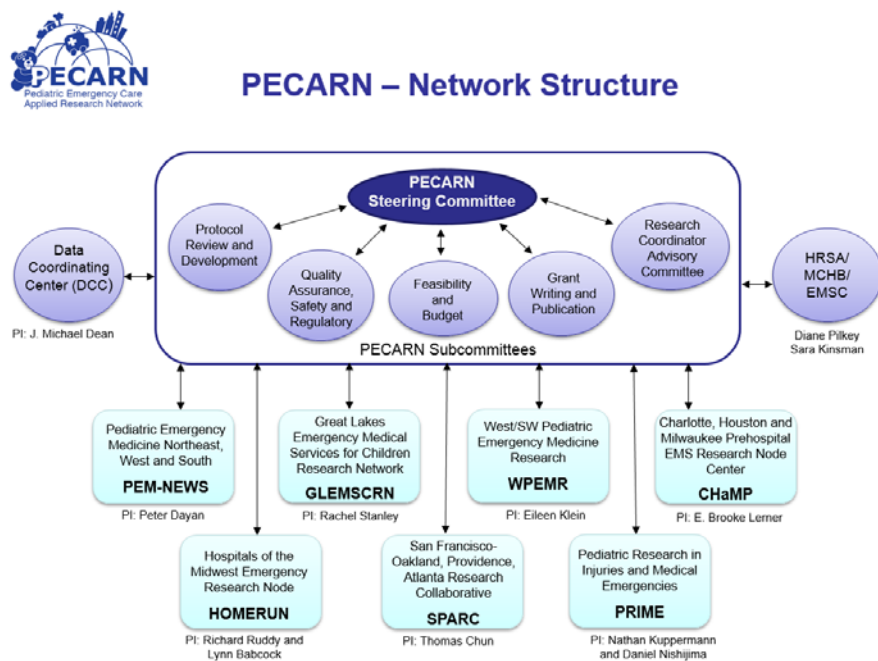 PECARN
Pediatric Emergency Care
Applied Research Network
PECARN – Network Structure
PECARN
Steering Committee
Protocol
Review and
Development
Quality
Assurance,
Safety and
Regulatory
Feasibility
and
Budget
Grant
Writing and
Publication
Research
Coordinator
Advisory
Committee
PECARN Subcommittees
Data
Coordinating
Center (DCC)
PI: J. Michael Dean
HRSA/
MCHB/
EMSC
Diane Pilkey
Sara Kinsman
Pediatric Emergency
Medicine Northeast,
West and South
PEM-NEWS
PI: Peter Dayan
Great Lakes
Emergency Medical
Services for Children
Research Network
GLEMSCRN
PI: Rachel Stanley
West/SW Pediatric
Emergency Medicine
Research
WPEMR
PI: Eileen Klein
Charlotte, Houston and
Milwaukee Prehospital
EMS Research Node
Center
CHaMP
PI: E. Brooke Lerner
Hospitals of the
Midwest Emergency
Research Node
HOMERUN
PI: Richard Ruddy and
Lynn Babcock
San Francisco-
Oakland, Providence,
Atlanta Research
Collaborative
SPARC
PI: Thomas Chun
Pediatric Research in
Injuries and Medical
Emergencies
PRIME
PI: Nathan Kuppermann
and Daniel Nishijima